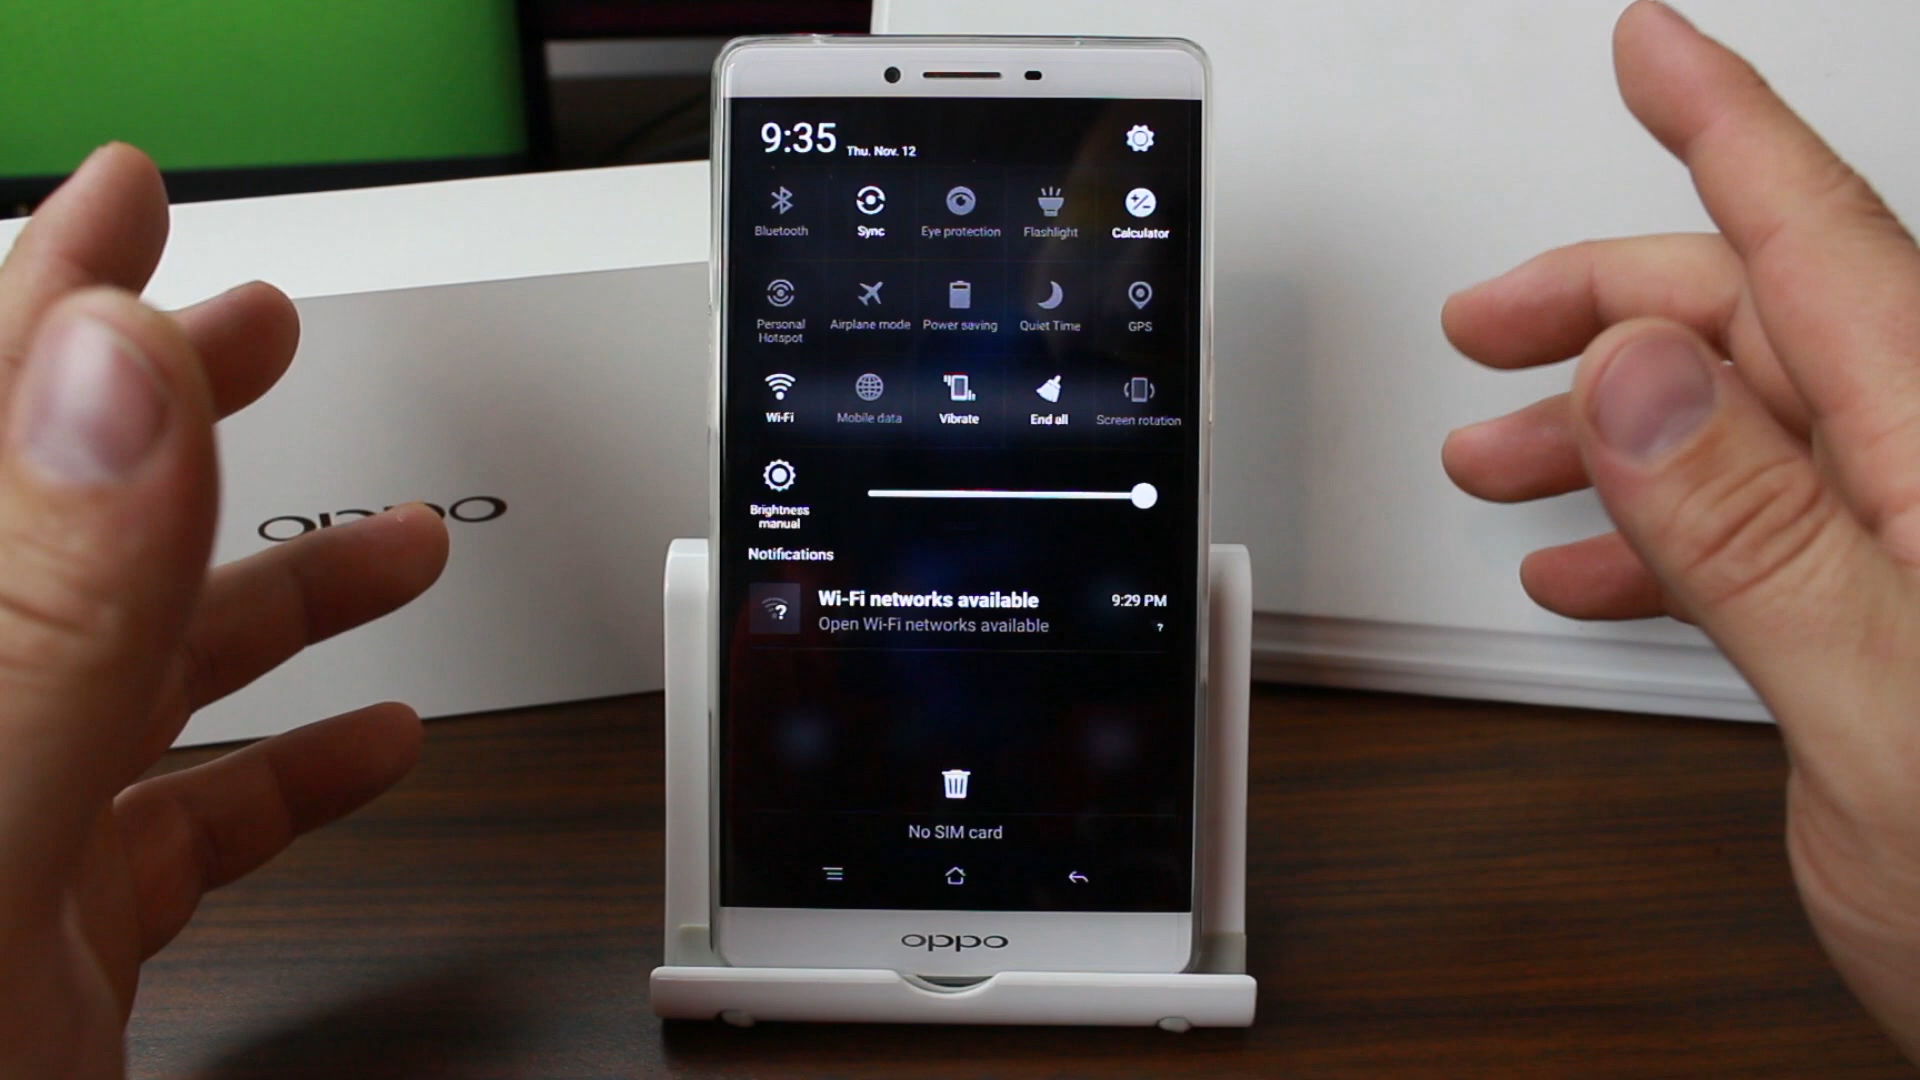 9:35 Thu. Nov. 12
Bluetooth Sync Eye protection Flashlight Calculator
Personal Hotspot Airplane mode Power saving Quiet Time GPS
Wi-Fi Mobile data Vibrate End all Screen rotation
Brightness manual
Notifications
Wi-Fi networks available 9:29 PM
Open Wi-Fi networks available ?
No SIM card
oppo
oppo